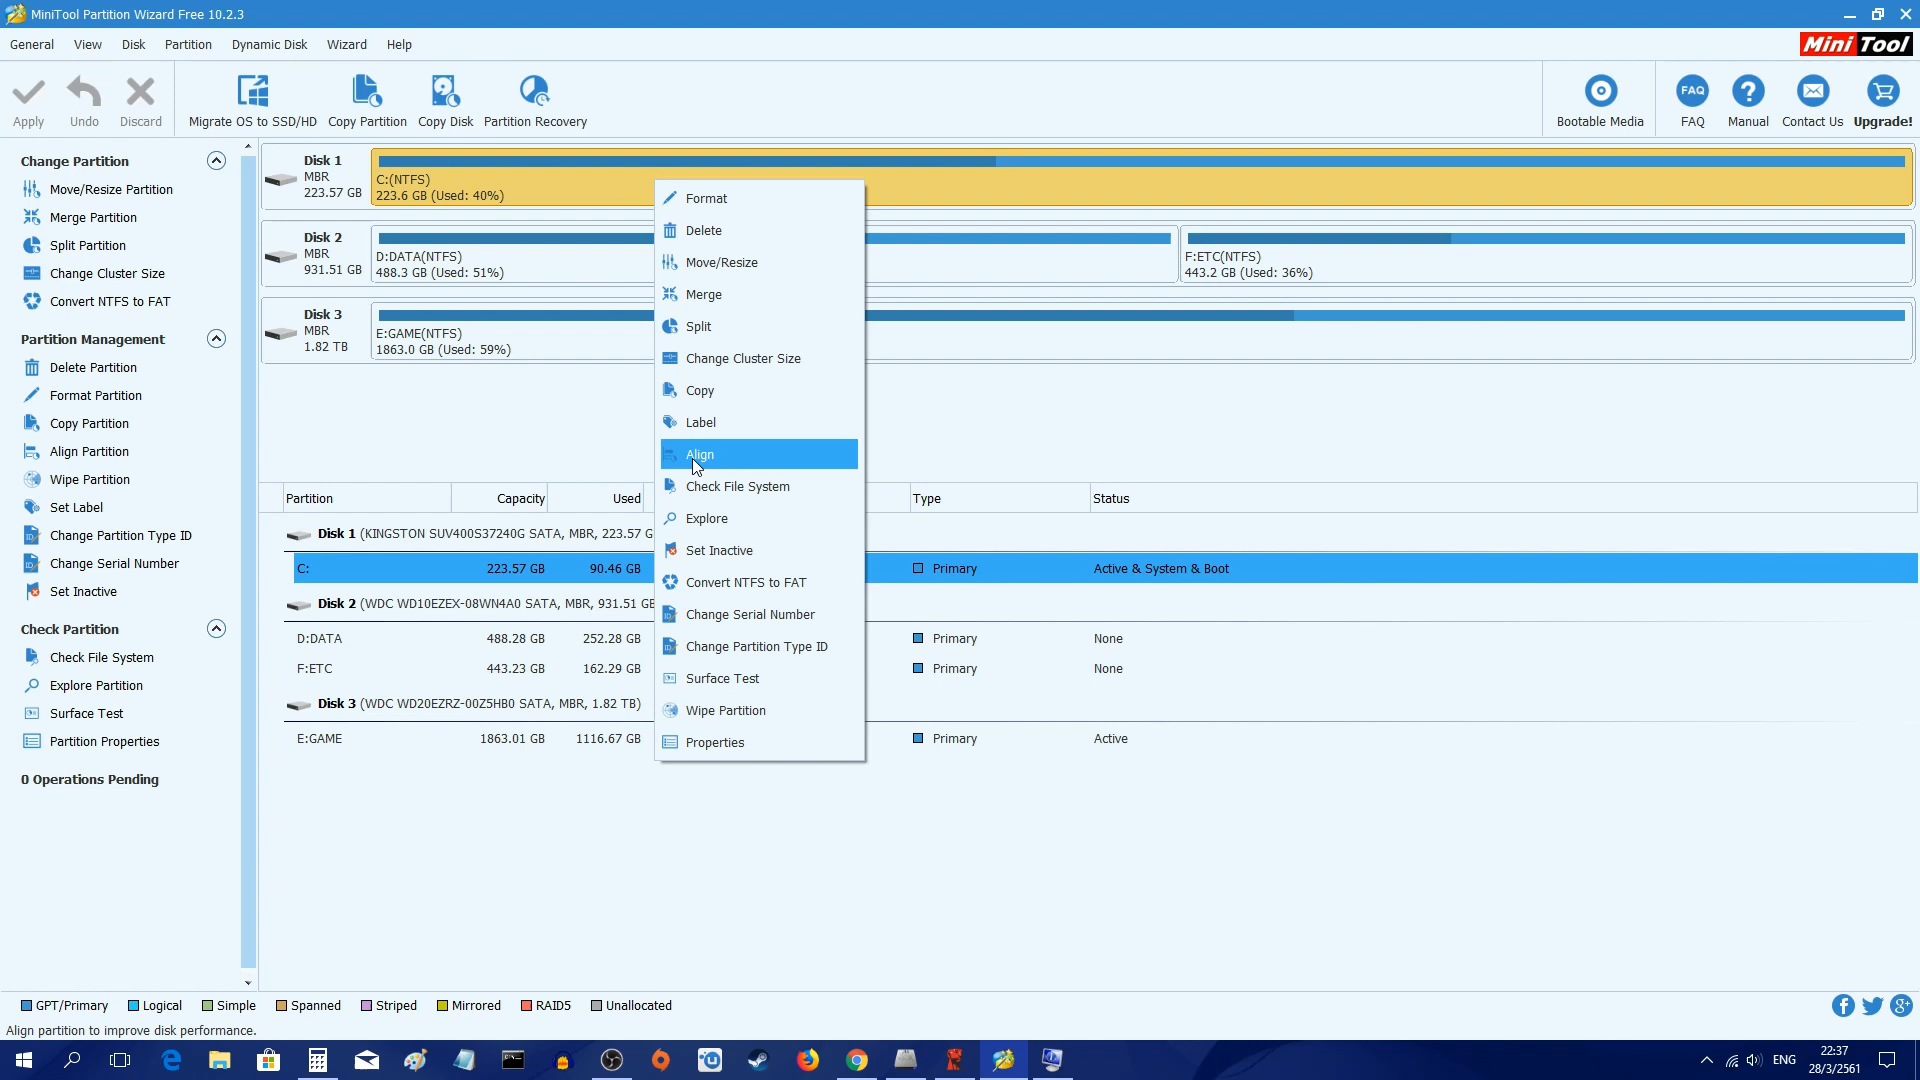 MiniTool Partition Wizard Free 10.2.3
General View Disk Partition Dynamic Disk Wizard Help
Mini Tool
Apply Undo Discard Migrate OS to SSD/HD Copy Partition Copy Disk Partition Recovery Bootable Media FAQ Manual Contact Us Upgrade!
FAQ
Change Partition
Move/Resize Partition
Merge Partition
Split Partition
Change Cluster Size
Convert NTFS to FAT
Partition Management
Delete Partition
Format Partition
Copy Partition
Align Partition
Wipe Partition
Set Label
Change Partition Type ID
Change Serial Number
Set Inactive
Check Partition
Check File System
Explore Partition
Surface Test
Partition Properties
0 Operations Pending
Disk 1
MBR
223.57 GB
C:(NTFS)
223.6 GB (Used: 40%)
Disk 2
MBR
931.51 GB
D:DATA(NTFS)
488.3 GB (Used: 51%)
F:ETC(NTFS)
443.2 GB (Used: 36%)
Disk 3
MBR
1.82 TB
E:GAME(NTFS)
1863.0 GB (Used: 59%)
Format
Delete
Move/Resize
Merge
Split
Change Cluster Size
Copy
Label
Align
Check File System
Explore
Set Inactive
Convert NTFS to FAT
Change Serial Number
Change Partition Type ID
Surface Test
Wipe Partition
Properties
Partition Capacity Used Type Status
Disk 1 (KINGSTON SUV400S37240G SATA, MBR, 223.57 G
C: 223.57 GB 90.46 GB Primary Active & System & Boot
Disk 2 (WDC WD10EZEX-08WN4A0 SATA, MBR, 931.51 GB
D:DATA 488.28 GB 252.28 GB Primary None
F:ETC 443.23 GB 162.29 GB Primary None
Disk 3 (WDC WD20EZRZ-00Z5HB0 SATA, MBR, 1.82 TB)
E:GAME 1863.01 GB 1116.67 GB Primary Active
GPT/Primary Logical Simple Spanned Striped Mirrored RAID5 Unallocated
Align partition to improve disk performance.
ENG
22:37
28/3/2561